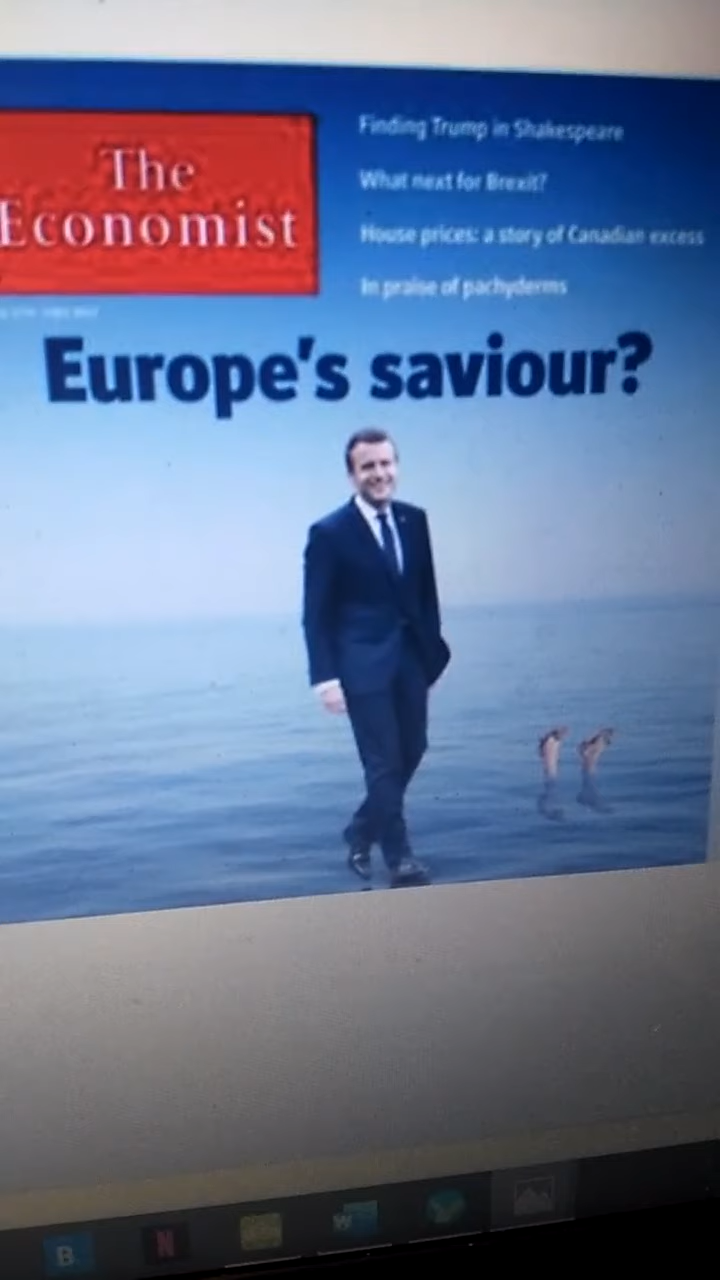 The
Economist
Finding Trump in Shakespeare
What next for Brexit?
House prices: a story of Canadian excess
In praise of pachyderms
Europe's saviour?
B.
N
W